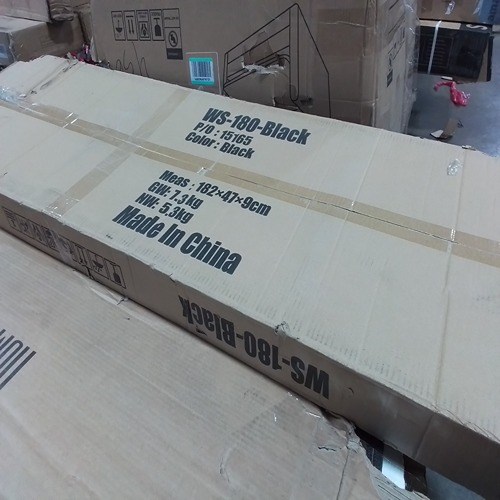 WS-180-Black
P/O : 15165
Color : Black
Meas : 182×47×9cm
GW: 7.3kg
NW: 5.3kg
Made In China
WS-180-Black